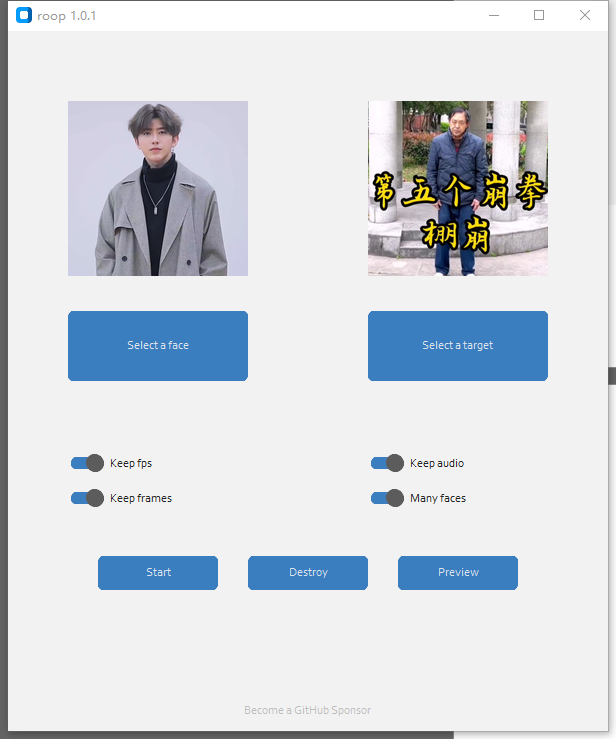 roop 1.0.1
第五个崩拳
棚崩
Select a face
Select a target
Keep fps
Keep audio
Keep frames
Many faces
Start
Destroy
Preview
Become a GitHub Sponsor